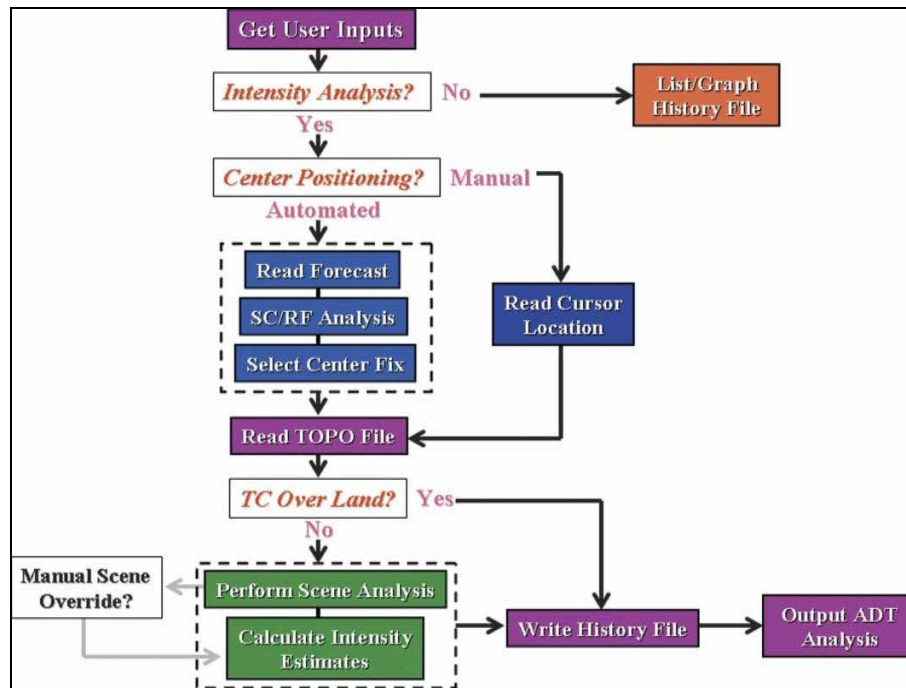 Get User Inputs
Intensity Analysis?
No
List/Graph
History File
Yes
Center Positioning?
Manual
Automated
Read Forecast
SC/RF Analysis
Select Center Fix
Read Cursor
Location
Read TOPO File
TC Over Land?
Yes
No
Manual Scene
Override?
Perform Scene Analysis
Calculate Intensity
Estimates
Write History File
Output ADT
Analysis